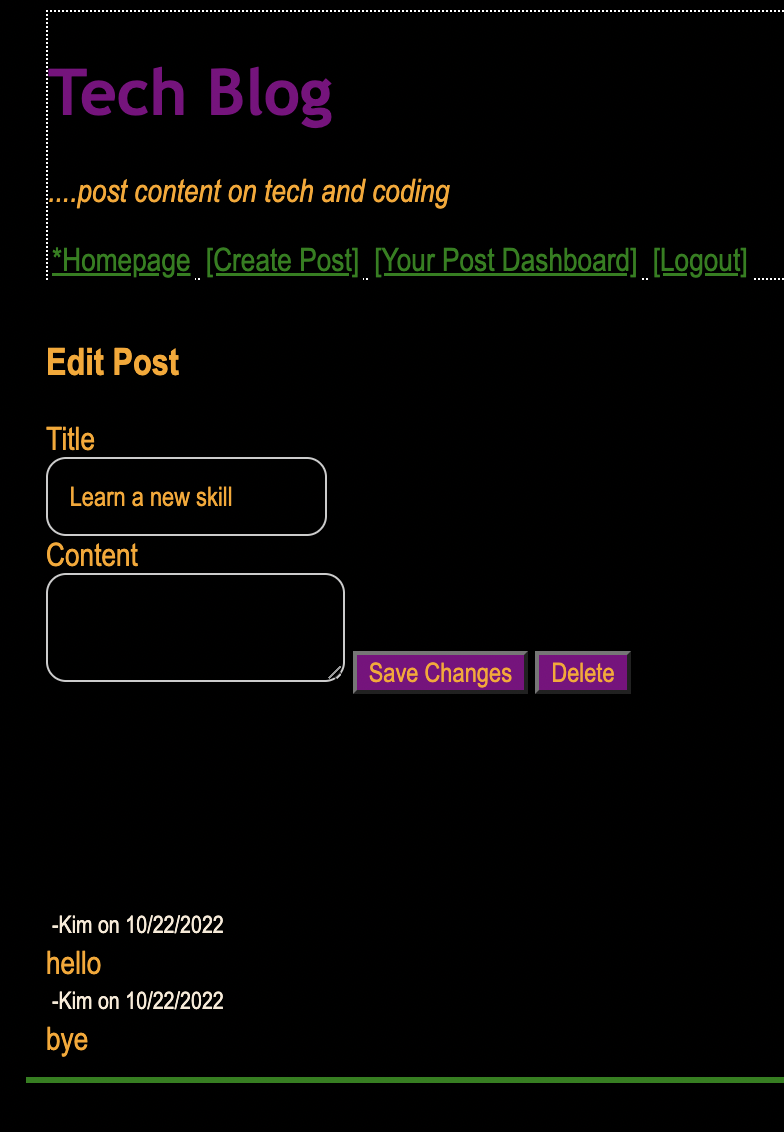 Tech Blog
....post content on tech and coding
*Homepage [Create Post] [Your Post Dashboard] [Logout]
Edit Post
Title
Learn a new skill
Content
Save Changes Delete
-Kim on 10/22/2022
hello
-Kim on 10/22/2022
bye